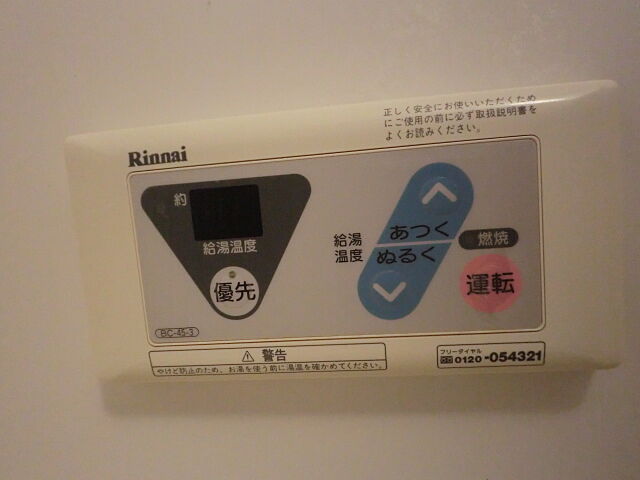 正しく安全にお使いいただくため
にご使用の前に必ず取扱説明書を
よくお読みください。
Rinnai
約
給湯温度
優先
給湯
温度
あつく
ぬるく
燃焼
運転
BC-45-3
⚠ 警告
やけど防止のため、お湯を使う前に湯温を確かめてください。
フリーダイヤル
0120-054321